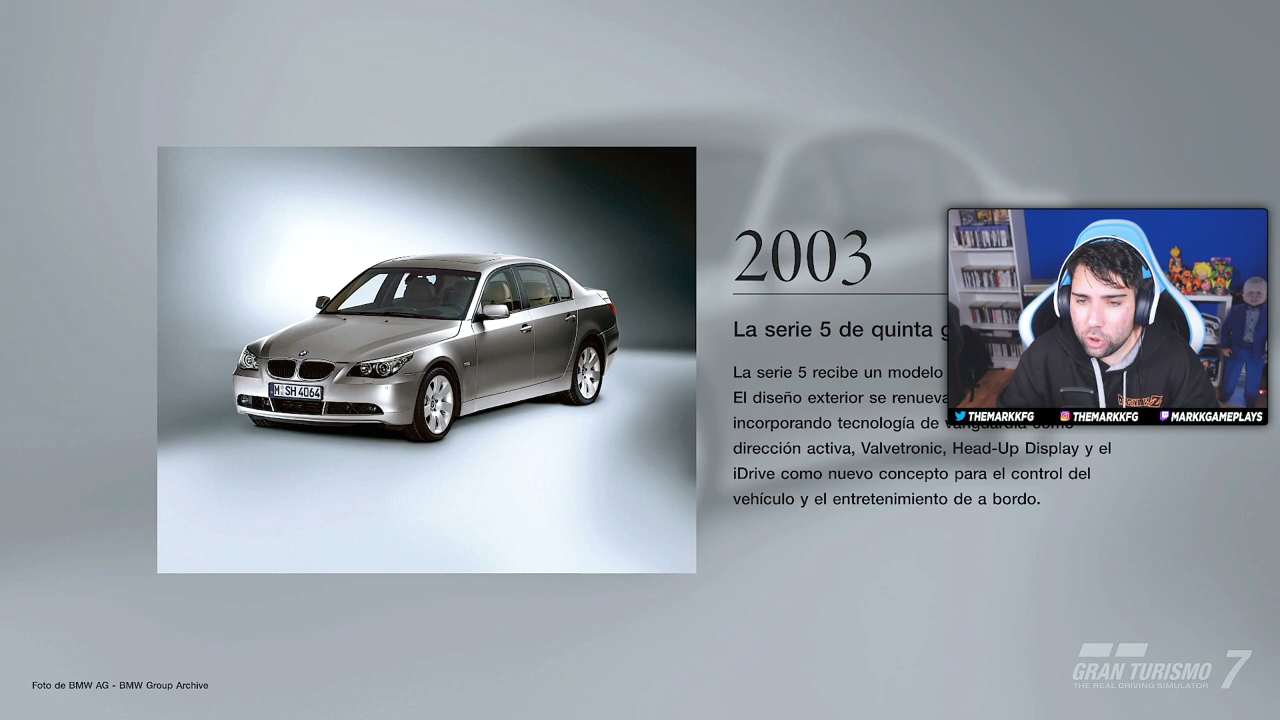 2003
La serie 5 de quinta
La serie 5 recibe un modelo
El diseño exterior se renueva
incorporando tecnología de vanguardia como
dirección activa, Valvetronic, Head-Up Display y el
iDrive como nuevo concepto para el control del
vehículo y el entretenimiento de a bordo.
M SH 4064
THEMARKKFG
THEMARKKFG
MARKKGAMEPLAYS
Foto de BMW AG - BMW Group Archive
GRAN TURISMO 7
THE REAL DRIVING SIMULATOR